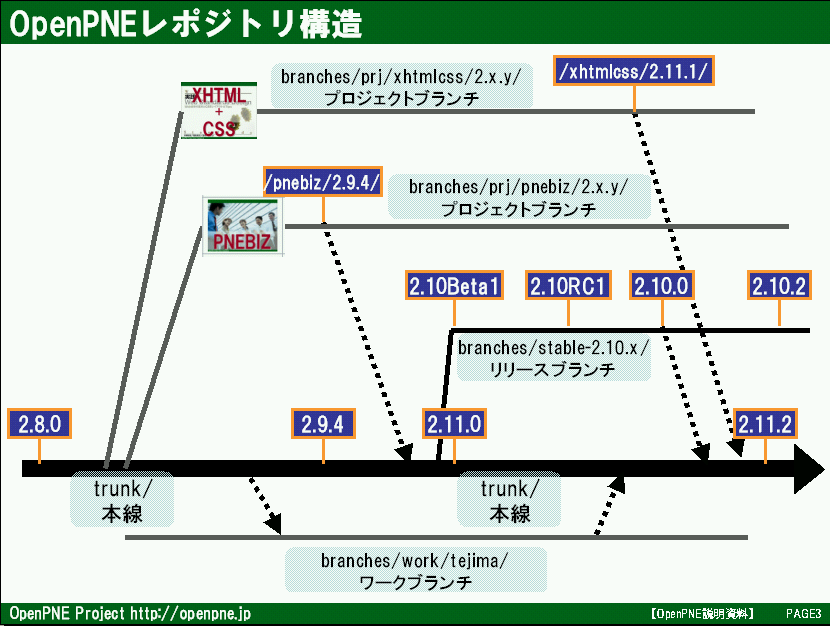 OpenPNEレポジトリ構造
branches/prj/xhtmlcss/2.x.y/
プロジェクトブランチ
/xhtmlcss/2.11.1/
XHTML
+
CSS
/pnebiz/2.9.4/
branches/prj/pnebiz/2.x.y/
プロジェクトブランチ
PNEBIZ
2.10Beta1
2.10RC1
2.10.0
2.10.2
branches/stable-2.10.x/
リリースブランチ
2.8.0
2.9.4
2.11.0
2.11.2
trunk/
本線
trunk/
本線
branches/work/tejima/
ワークブランチ
OpenPNE Project http://openpne.jp
【OpenPNE説明資料】
PAGE3